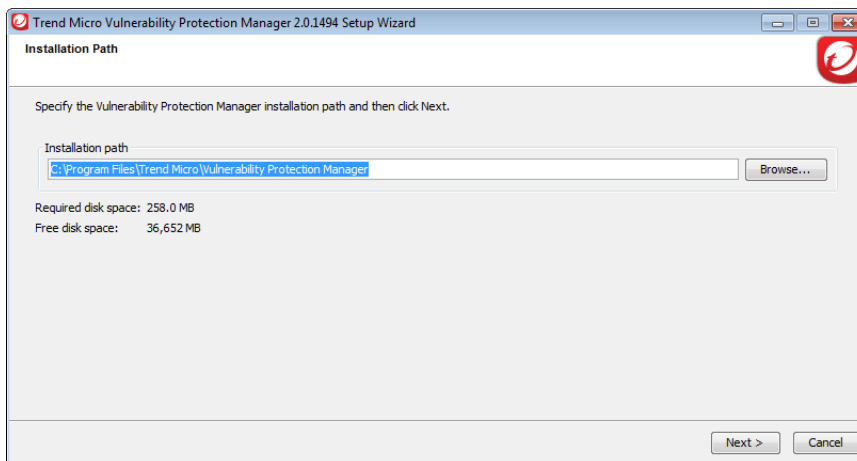 Trend Micro Vulnerability Protection Manager 2.0.1494 Setup Wizard
Installation Path
Specify the Vulnerability Protection Manager installation path and then click Next.
Installation path
C:\Program Files\Trend Micro\Vulnerability Protection Manager Browse...
Required disk space: 258.0 MB
Free disk space: 36,652 MB
Next > Cancel